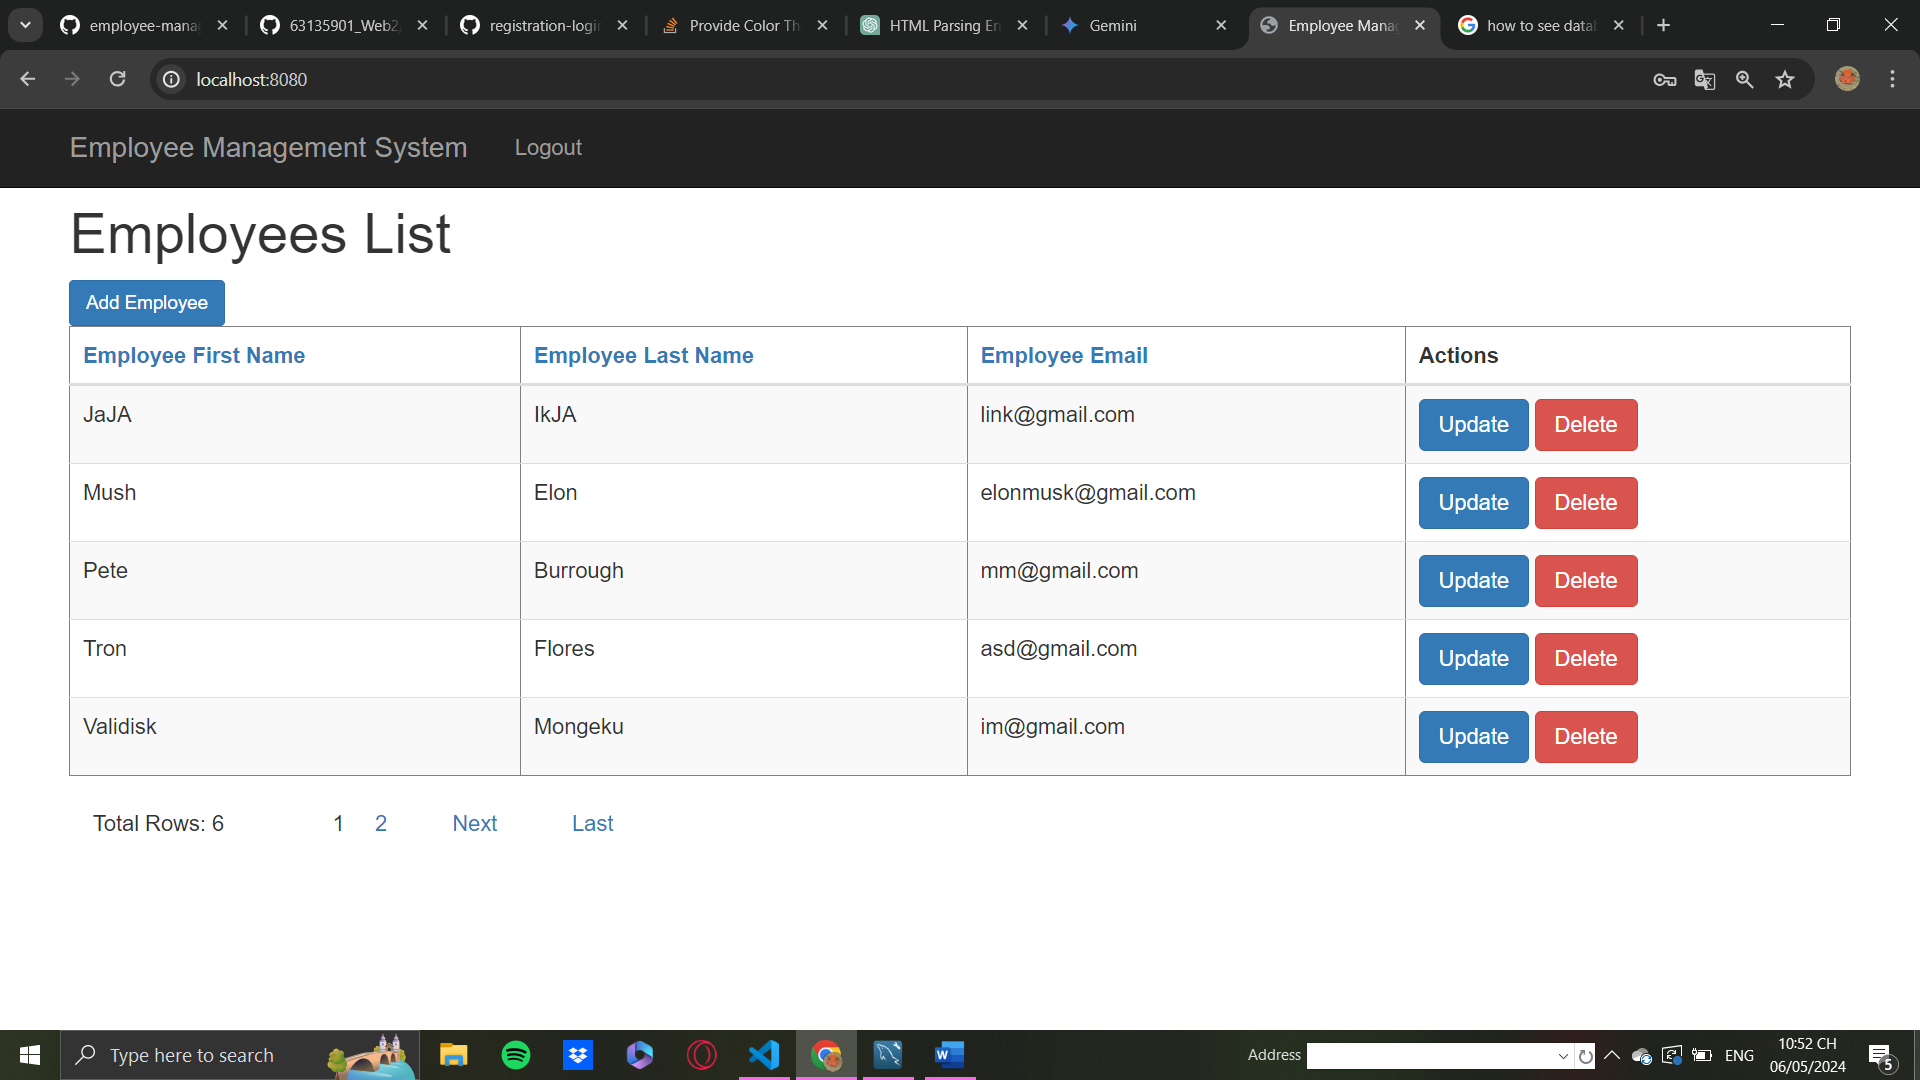 employee-mana
63135901_Web2
registration-logi
Provide Color Th
HTML Parsing Er
Gemini
Employee Mana
how to see data
localhost:8080
Employee Management System
Logout
Employees List
Add Employee
Employee First Name Employee Last Name Employee Email Actions
JaJA IkJA link@gmail.com Update Delete
Mush Elon elonmusk@gmail.com Update Delete
Pete Burrough mm@gmail.com Update Delete
Tron Flores asd@gmail.com Update Delete
Validisk Mongeku im@gmail.com Update Delete
Total Rows: 6 1 2 Next Last
Type here to search
Address
ENG
10:52 CH
06/05/2024
5